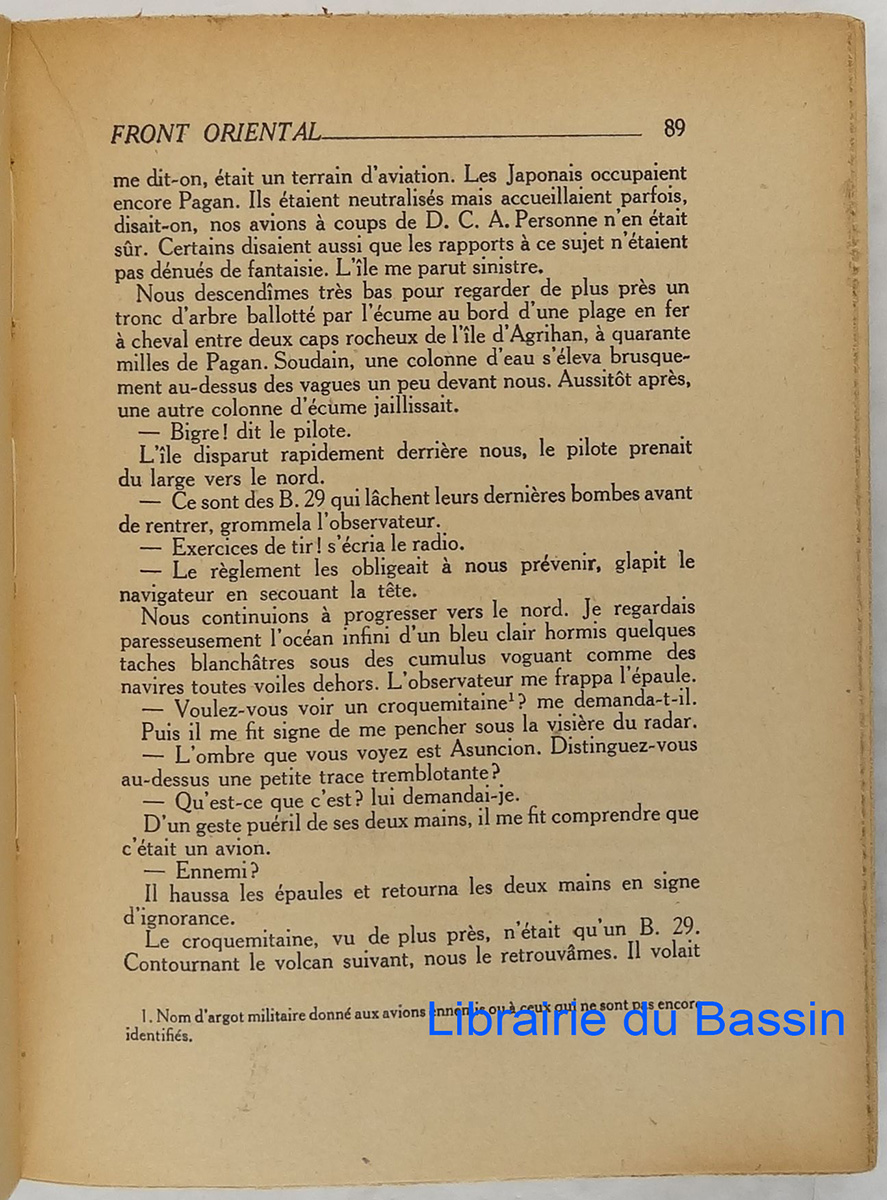 FRONT ORIENTAL 89
me dit-on, était un terrain d'aviation. Les Japonais occupaient
encore Pagan. Ils étaient neutralisés mais accueillaient parfois,
disait-on, nos avions à coups de D. C. A. Personne n'en était
sûr. Certains disaient aussi que les rapports à ce sujet n'étaient
pas dénués de fantaisie. L'île me parut sinistre.
Nous descendîmes très bas pour regarder de plus près un
tronc d'arbre ballotté par l'écume au bord d'une plage en fer
à cheval entre deux caps rocheux de l'île d'Agrihan, à quarante
milles de Pagan. Soudain, une colonne d'eau s'éleva brusque-
ment au-dessus des vagues un peu devant nous. Aussitôt après,
une autre colonne d'écume jaillissait.
— Bigre! dit le pilote.
L'île disparut rapidement derrière nous, le pilote prenait
du large vers le nord.
— Ce sont des B. 29 qui lâchent leurs dernières bombes avant
de rentrer, grommela l'observateur.
— Exercices de tir! s'écria le radio.
— Le règlement les obligeait à nous prévenir, glapit le
navigateur en secouant la tête.
Nous continuions à progresser vers le nord. Je regardais
paresseusement l'océan infini d'un bleu clair hormis quelques
taches blanchâtres sous des cumulus voguant comme des
navires toutes voiles dehors. L'observateur me frappa l'épaule.
— Voulez-vous voir un croquemitaine¹? me demanda-t-il.
Puis il me fit signe de me pencher sous la visière du radar.
— L'ombre que vous voyez est Asuncion. Distinguez-vous
au-dessus une petite trace tremblotante?
— Qu'est-ce que c'est? lui demandai-je.
D'un geste puéril de ses deux mains, il me fit comprendre que
c'était un avion.
— Ennemi?
Il haussa les épaules et retourna les deux mains en signe
d'ignorance.
Le croquemitaine, vu de plus près, n'était qu'un B. 29.
Contournant le volcan suivant, nous le retrouvâmes. Il volait
1. Nom d'argot militaire donné aux avions ennemis ou à ceux qui ne sont pas encore
identifiés.
Librairie du Bassin